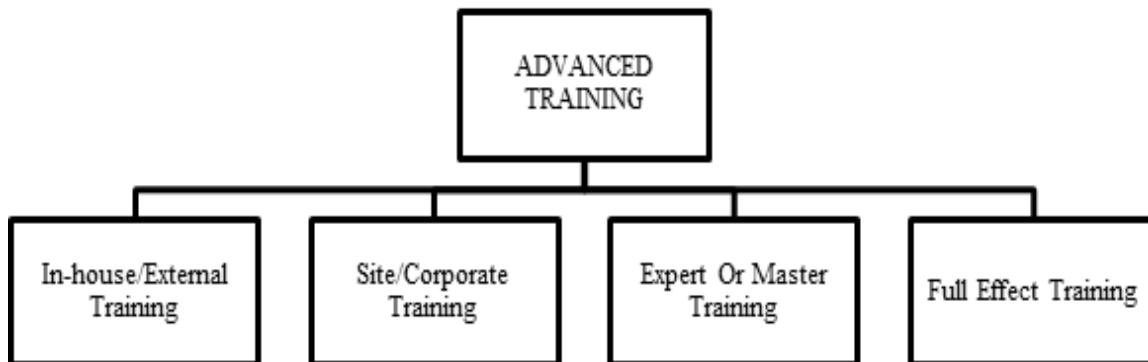 ADVANCED
TRAINING
In-house/External
Training
Site/Corporate
Training
Expert Or Master
Training
Full Effect Training